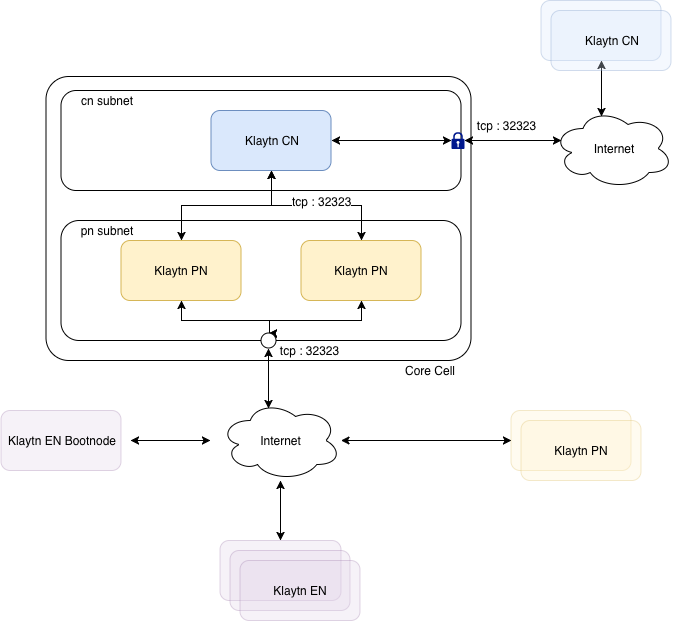 Klaytn CN
cn subnet
tcp : 32323
Klaytn CN
Internet
tcp : 32323
pn subnet
Klaytn PN
Klaytn PN
tcp : 32323
Core Cell
Klaytn EN Bootnode
Internet
Klaytn PN
Klaytn EN